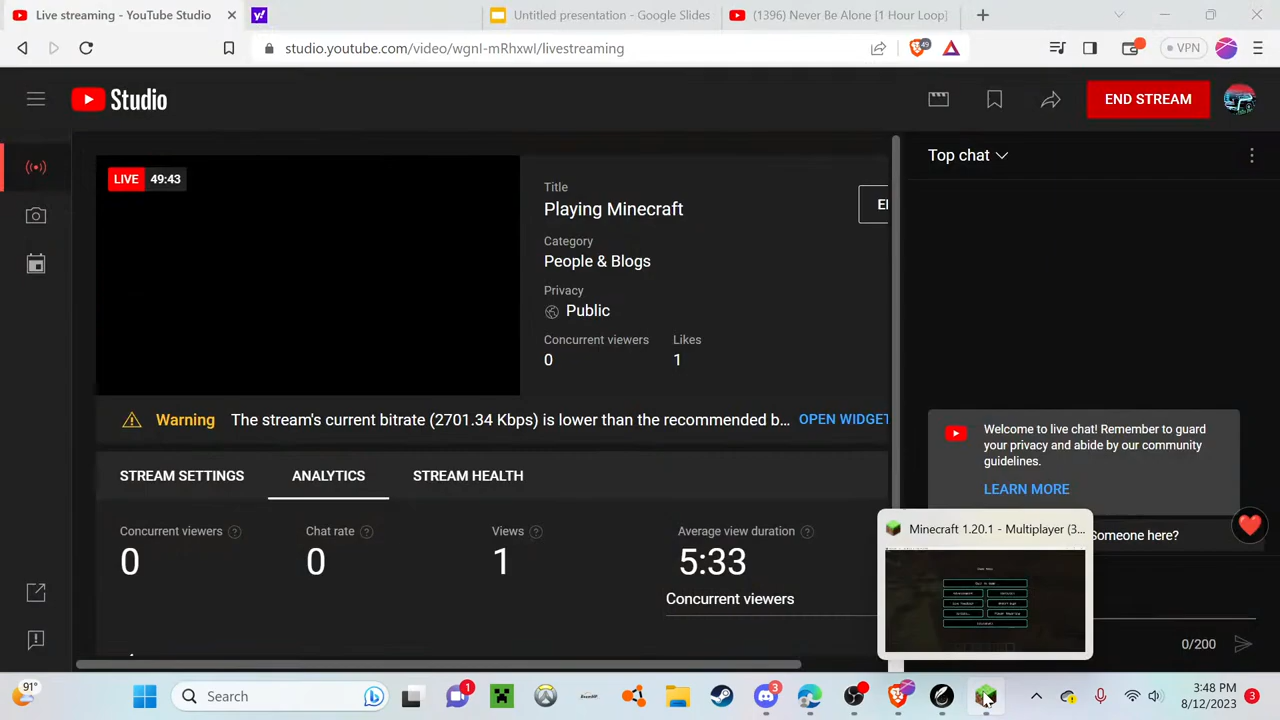 Live streaming - YouTube Studio
Untitled presentation - Google Slides
(1396) Never Be Alone [1 Hour Loop]
studio.youtube.com/video/wgnI-mRhxwI/livestreaming
49
VPN
Studio
END STREAM
LIVE 49:43
Title
Playing Minecraft
Category
People & Blogs
Privacy
Public
Concurrent viewers
0
Likes
1
Top chat
Warning The stream's current bitrate (2701.34 Kbps) is lower than the recommended b... OPEN WIDGET
STREAM SETTINGS
ANALYTICS
STREAM HEALTH
Concurrent viewers
0
Chat rate
0
Views
1
Average view duration
5:33
Concurrent viewers
Welcome to live chat! Remember to guard
your privacy and abide by our community
guidelines.
LEARN MORE
Minecraft 1.20.1 - Multiplayer (3...
Someone here?
0/200
91°
Search
1
3
3:48 PM
8/12/2023
3